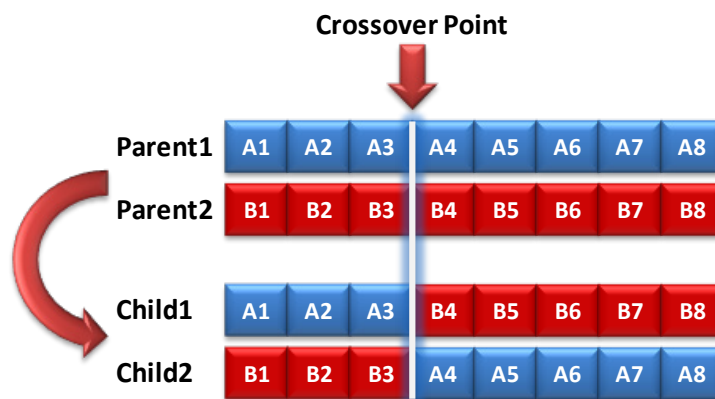 Crossover Point
Parent1 A1 A2 A3 A4 A5 A6 A7 A8
Parent2 B1 B2 B3 B4 B5 B6 B7 B8
Child1 A1 A2 A3 B4 B5 B6 B7 B8
Child2 B1 B2 B3 A4 A5 A6 A7 A8